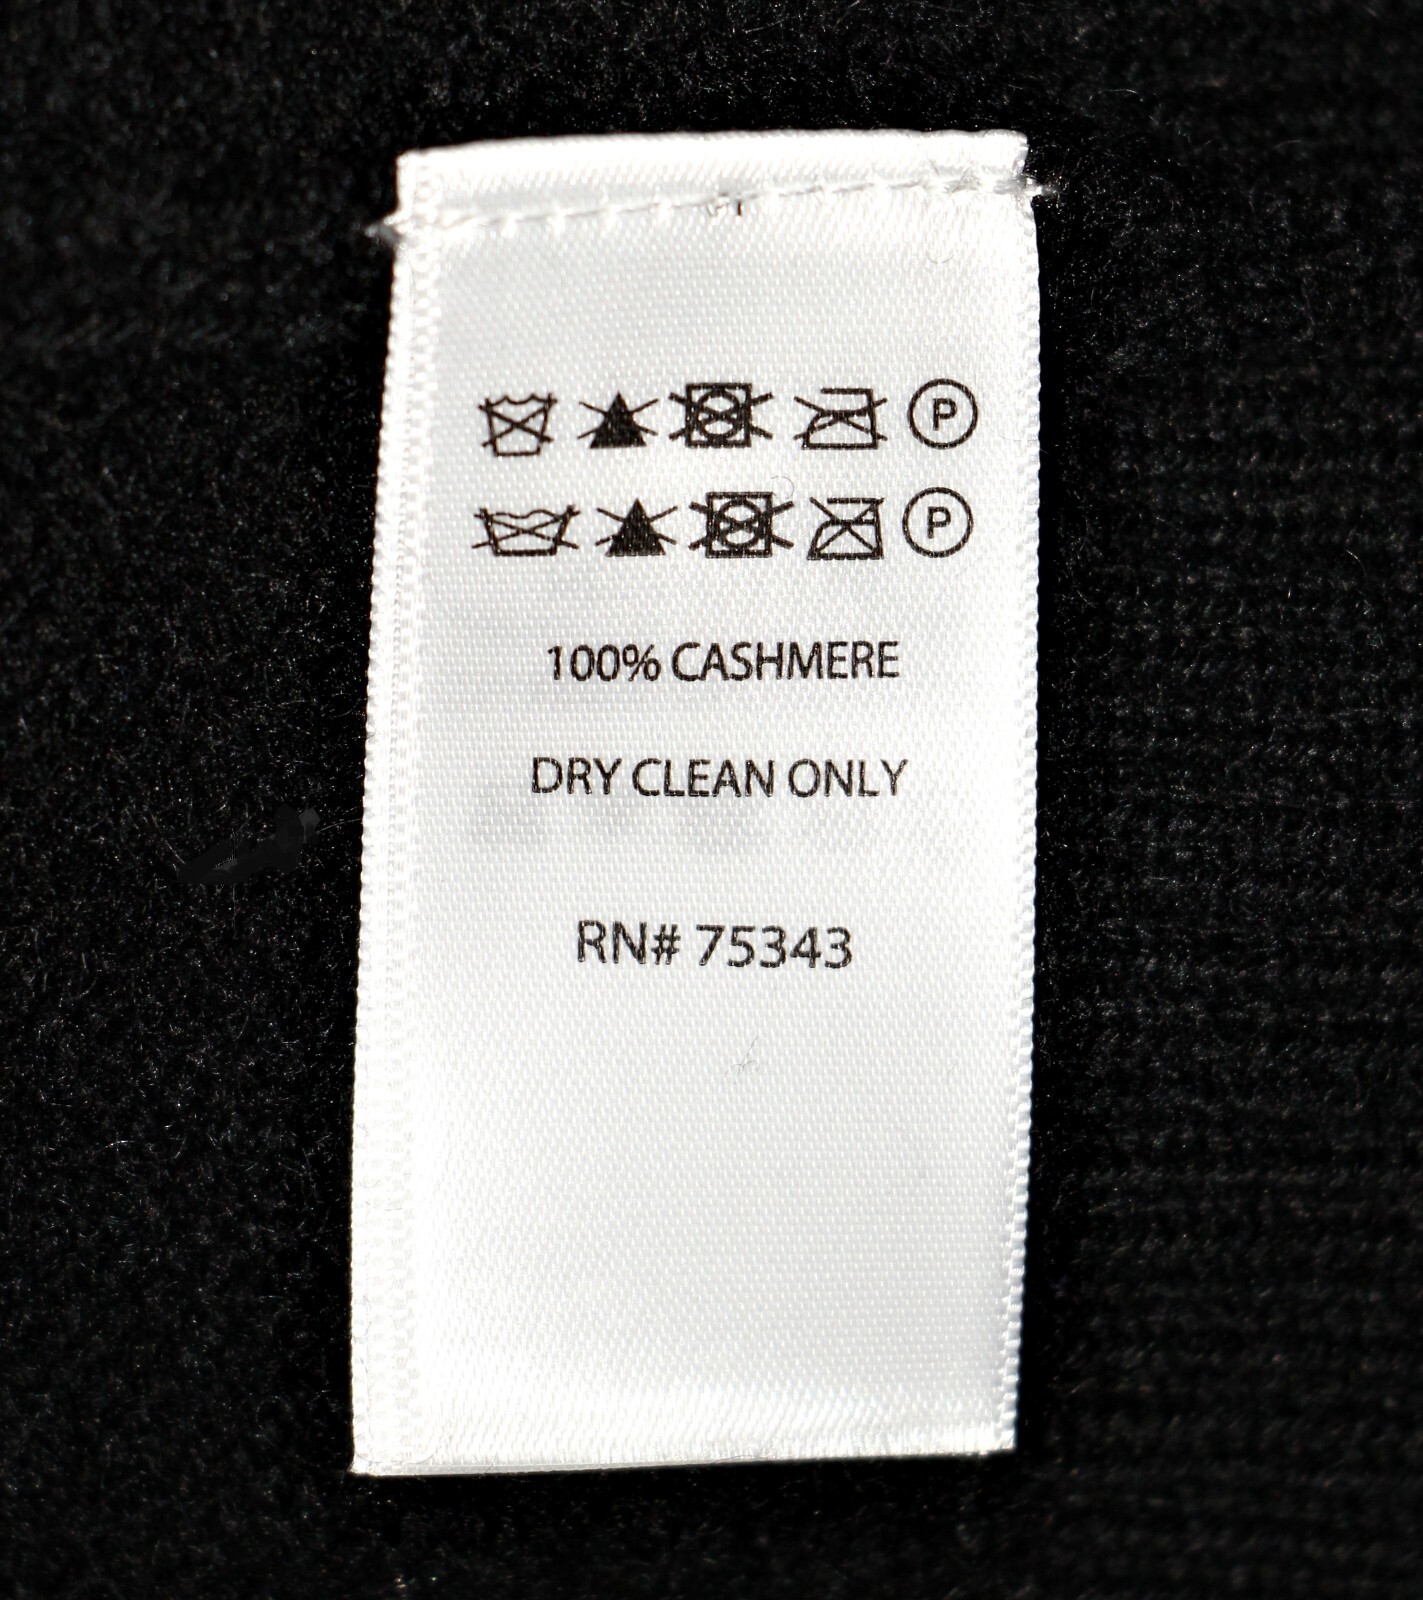 P
P
100% CASHMERE
DRY CLEAN ONLY
RN# 75343